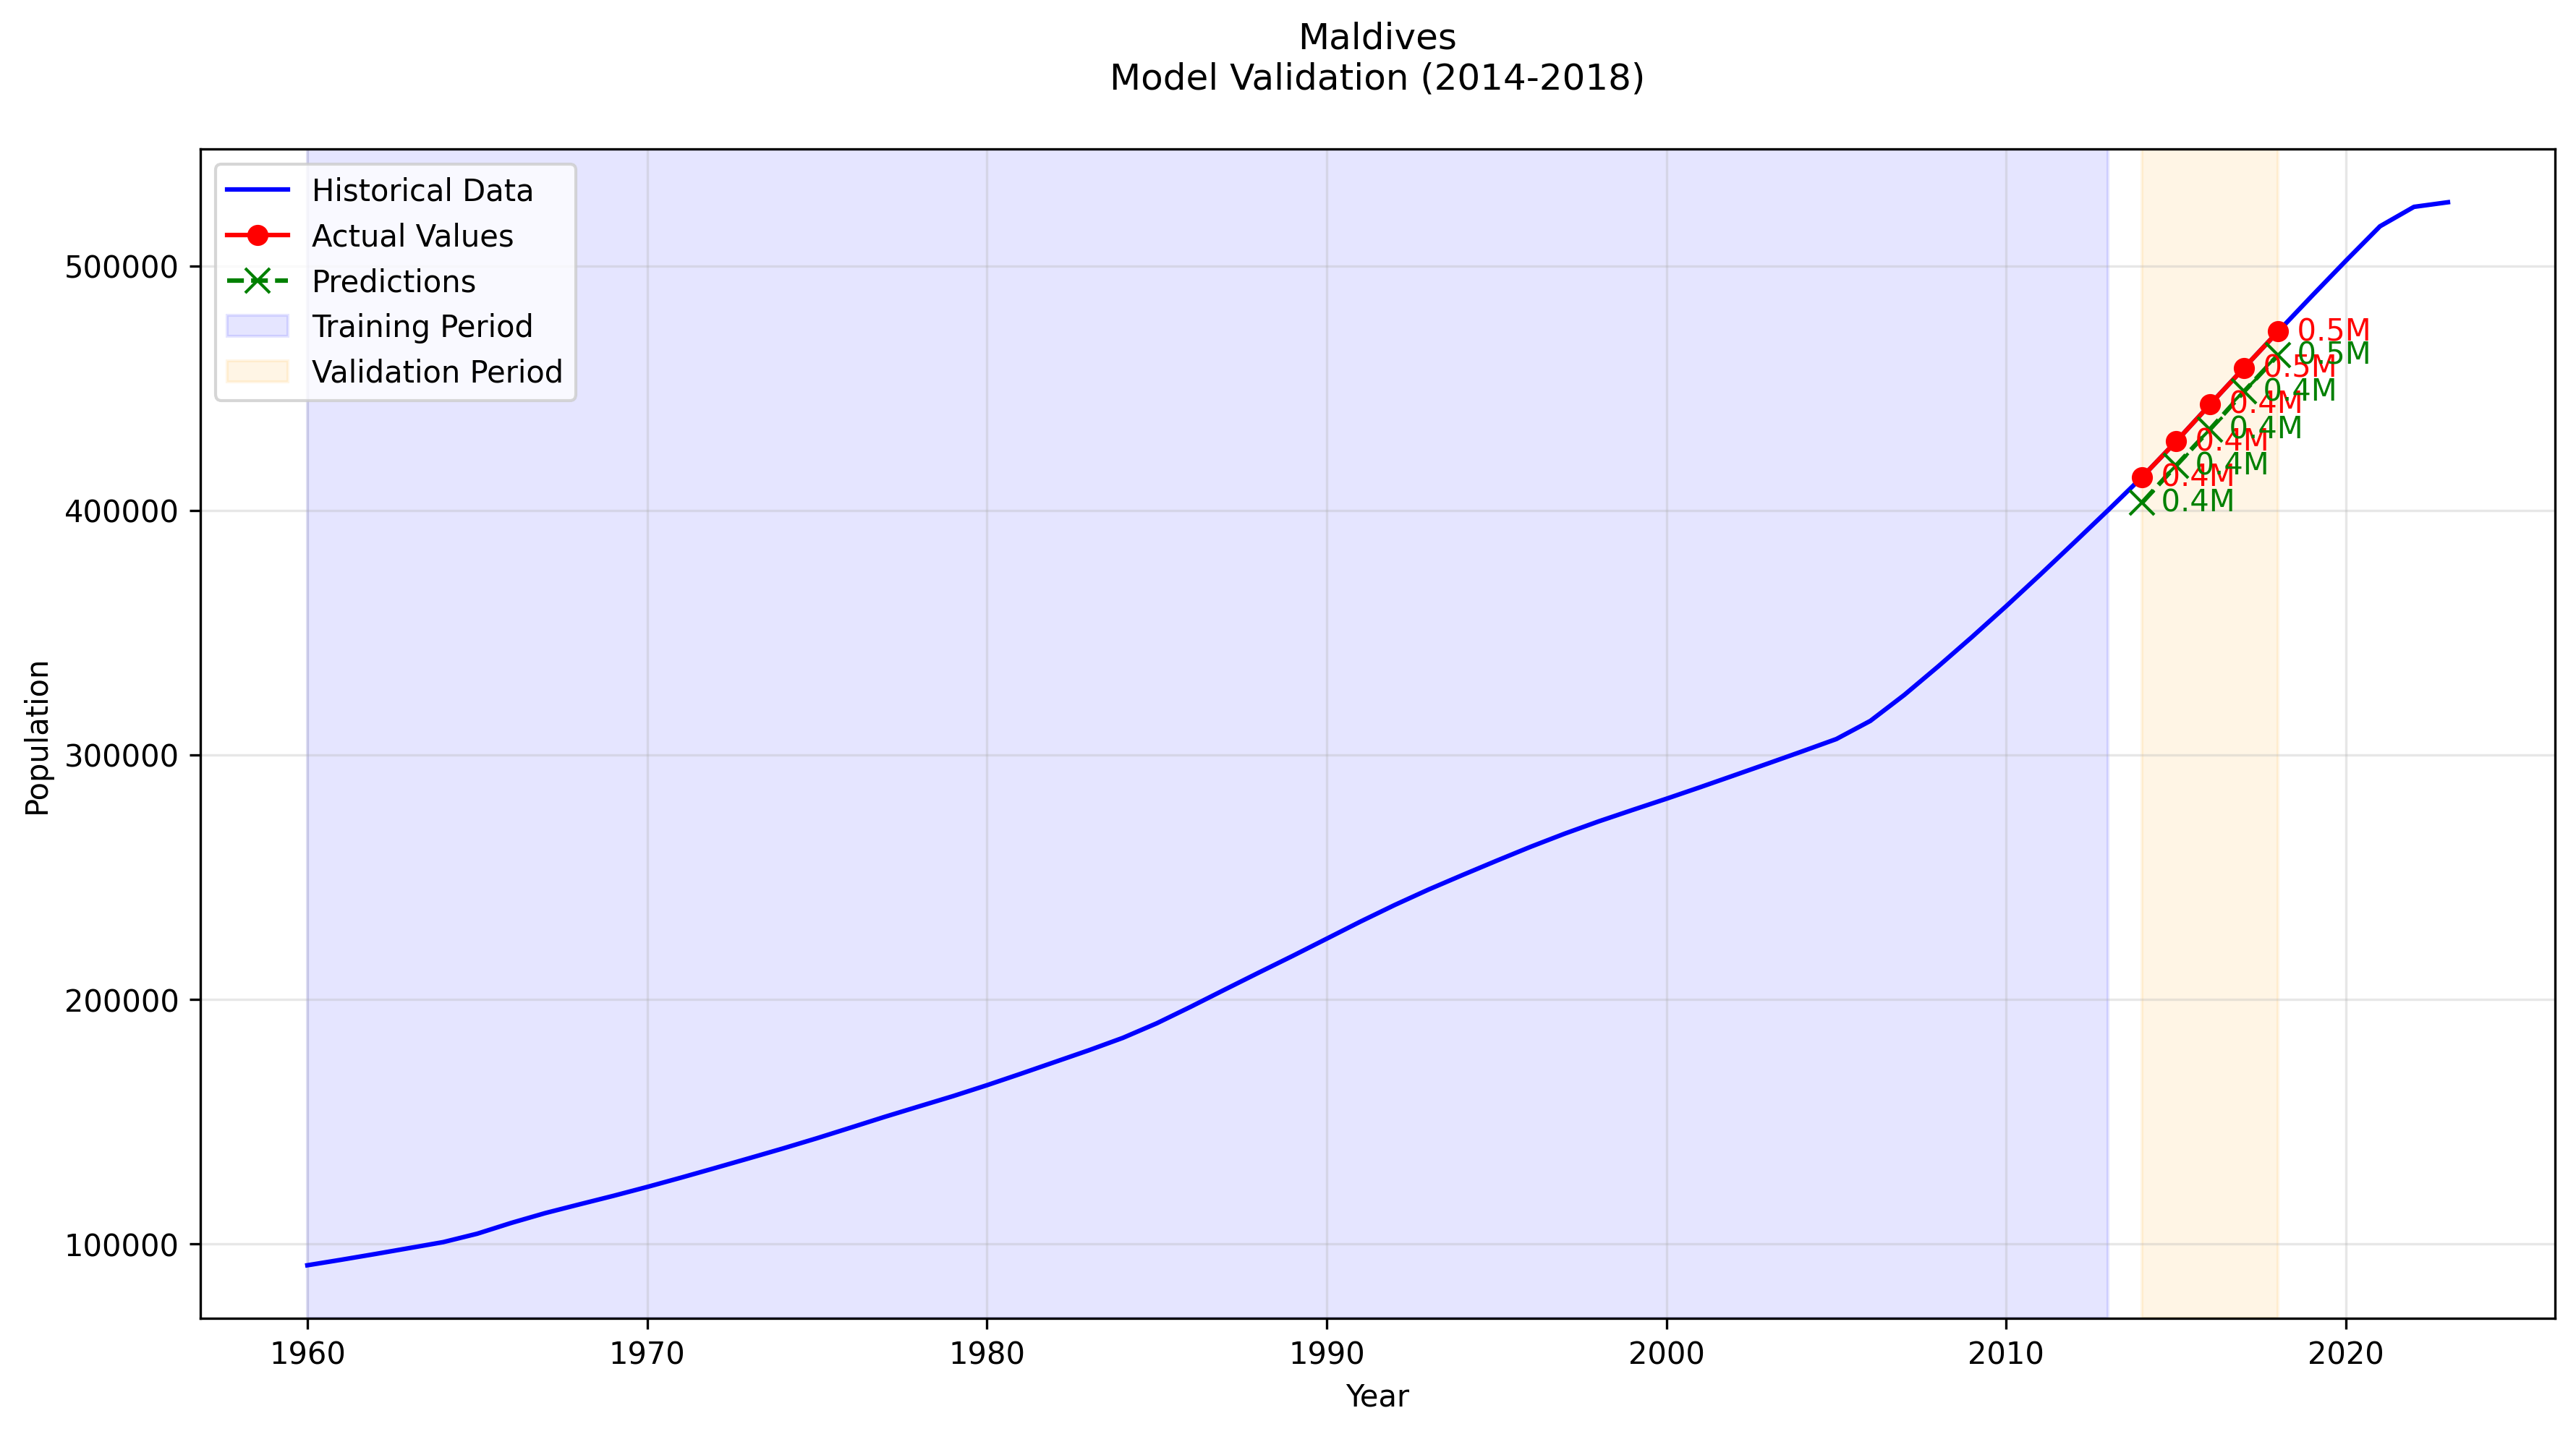 Maldives
Model Validation (2014-2018)
Historical Data
Actual Values
Predictions
Training Period
Validation Period
500000
400000
300000
200000
100000
Population
0.5M
0.5M
0.5M
0.4M
0.4M
0.4M
0.4M
0.4M
0.4M
0.4M
1960
1970
1980
1990
2000
2010
2020
Year